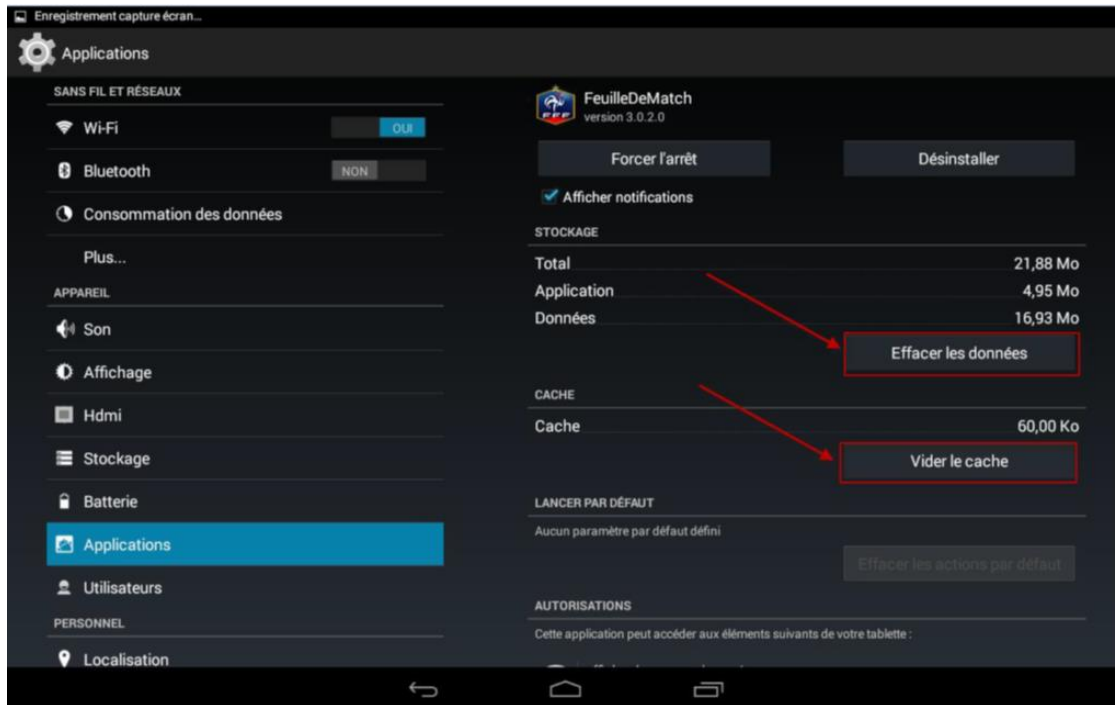 Enregistrement capture écran...
Applications
SANS FIL ET RÉSEAUX
Wi-Fi
OUI
Bluetooth
NON
Consommation des données
Plus...
APPAREIL
Son
Affichage
Hdmi
Stockage
Batterie
Applications
Utilisateurs
PERSONNEL
Localisation
FFF
FeuilleDeMatch
version 3.0.2.0
Forcer l'arrêt
Désinstaller
Afficher notifications
STOCKAGE
Total 21,88 Mo
Application 4,95 Mo
Données 16,93 Mo
Effacer les données
CACHE
Cache 60,00 Ko
Vider le cache
LANCER PAR DÉFAUT
Aucun paramètre par défaut défini
Effacer les actions par défaut
AUTORISATIONS
Cette application peut accéder aux éléments suivants de votre tablette :